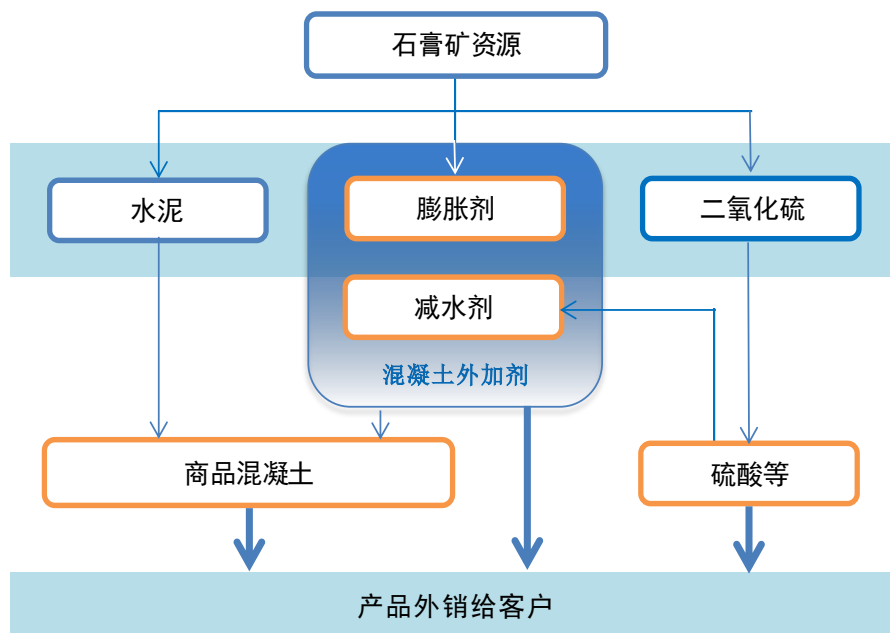 石膏矿资源
水泥
膨胀剂
二氧化硫
减水剂
混凝土外加剂
商品混凝土
硫酸等
产品外销给客户